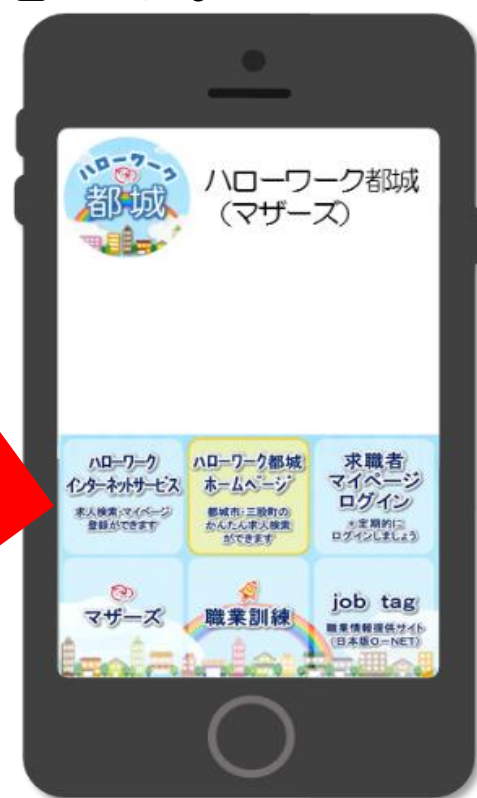 ハローワーク
都城
ハローワーク都城
（マザーズ）
ハローワーク
インターネットサービス
求人検索・マイページ
登録ができます
ハローワーク都城
ホームページ
都城市・三股町の
かんたん求人検索
ができます
求職者
マイページ
ログイン
定期的に
ログインしましょう
マザーズ
職業訓練
job tag
職業情報提供サイト
（日本版O-NET）